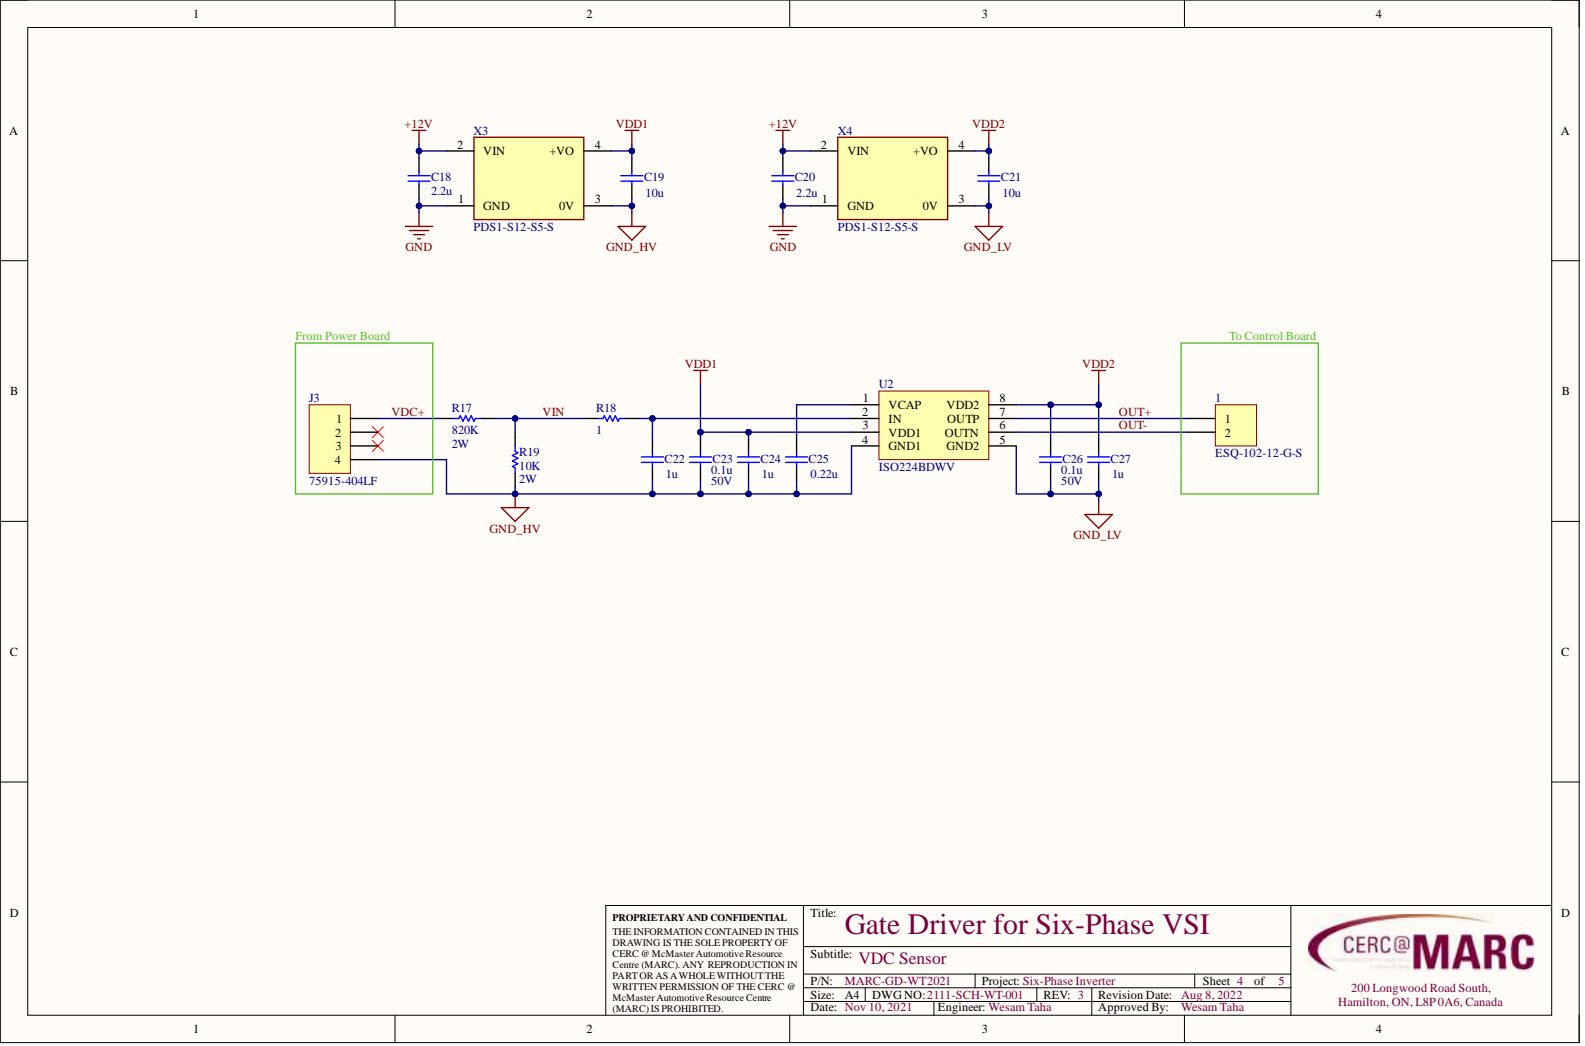 1 2 3 4
A A
+12V VDD1 +12V VDD2
X3 X4
2 VIN +VO 4 2 VIN +VO 4
C18 C19 C20 C21
2.2u 10u 2.2u 10u
1 GND 0V 3 1 GND 0V 3
PDS1-S12-S5-S PDS1-S12-S5-S
GND GND_HV GND GND_LV
From Power Board To Control Board
VDD1 VDD2
B B
U2
J3 1 VCAP VDD2 8 1
1 VDC+ R17 VIN R18 2 IN OUTP 7 OUT+ 1
2 820K 1 3 VDD1 OUTN 6 OUT- 2
3 2W 4 GND1 GND2 5
4 R19 C22 C23 C24 C25 ISO224BDWV C26 C27 ESQ-102-12-G-S
10K 1u 0.1u 1u 0.22u 0.1u 1u
75915-404LF 2W 50V 50V
GND_HV GND_LV
C C
D D
PROPRIETARY AND CONFIDENTIAL
THE INFORMATION CONTAINED IN THIS
DRAWING IS THE SOLE PROPERTY OF
CERC @ McMaster Automotive Resource
Centre (MARC). ANY REPRODUCTION IN
PART OR AS A WHOLE WITHOUT THE
WRITTEN PERMISSION OF THE CERC @
McMaster Automotive Resource Centre
(MARC) IS PROHIBITED.
Title: Gate Driver for Six-Phase VSI
Subtitle: VDC Sensor
P/N: MARC-GD-WT2021 Project: Six-Phase Inverter Sheet 4 of 5
Size: A4 DWG NO: 2111-SCH-WT-001 REV: 3 Revision Date: Aug 8, 2022
Date: Nov 10, 2021 Engineer: Wesam Taha Approved By: Wesam Taha
CERC@MARC
200 Longwood Road South,
Hamilton, ON, L8P 0A6, Canada
1 2 3 4